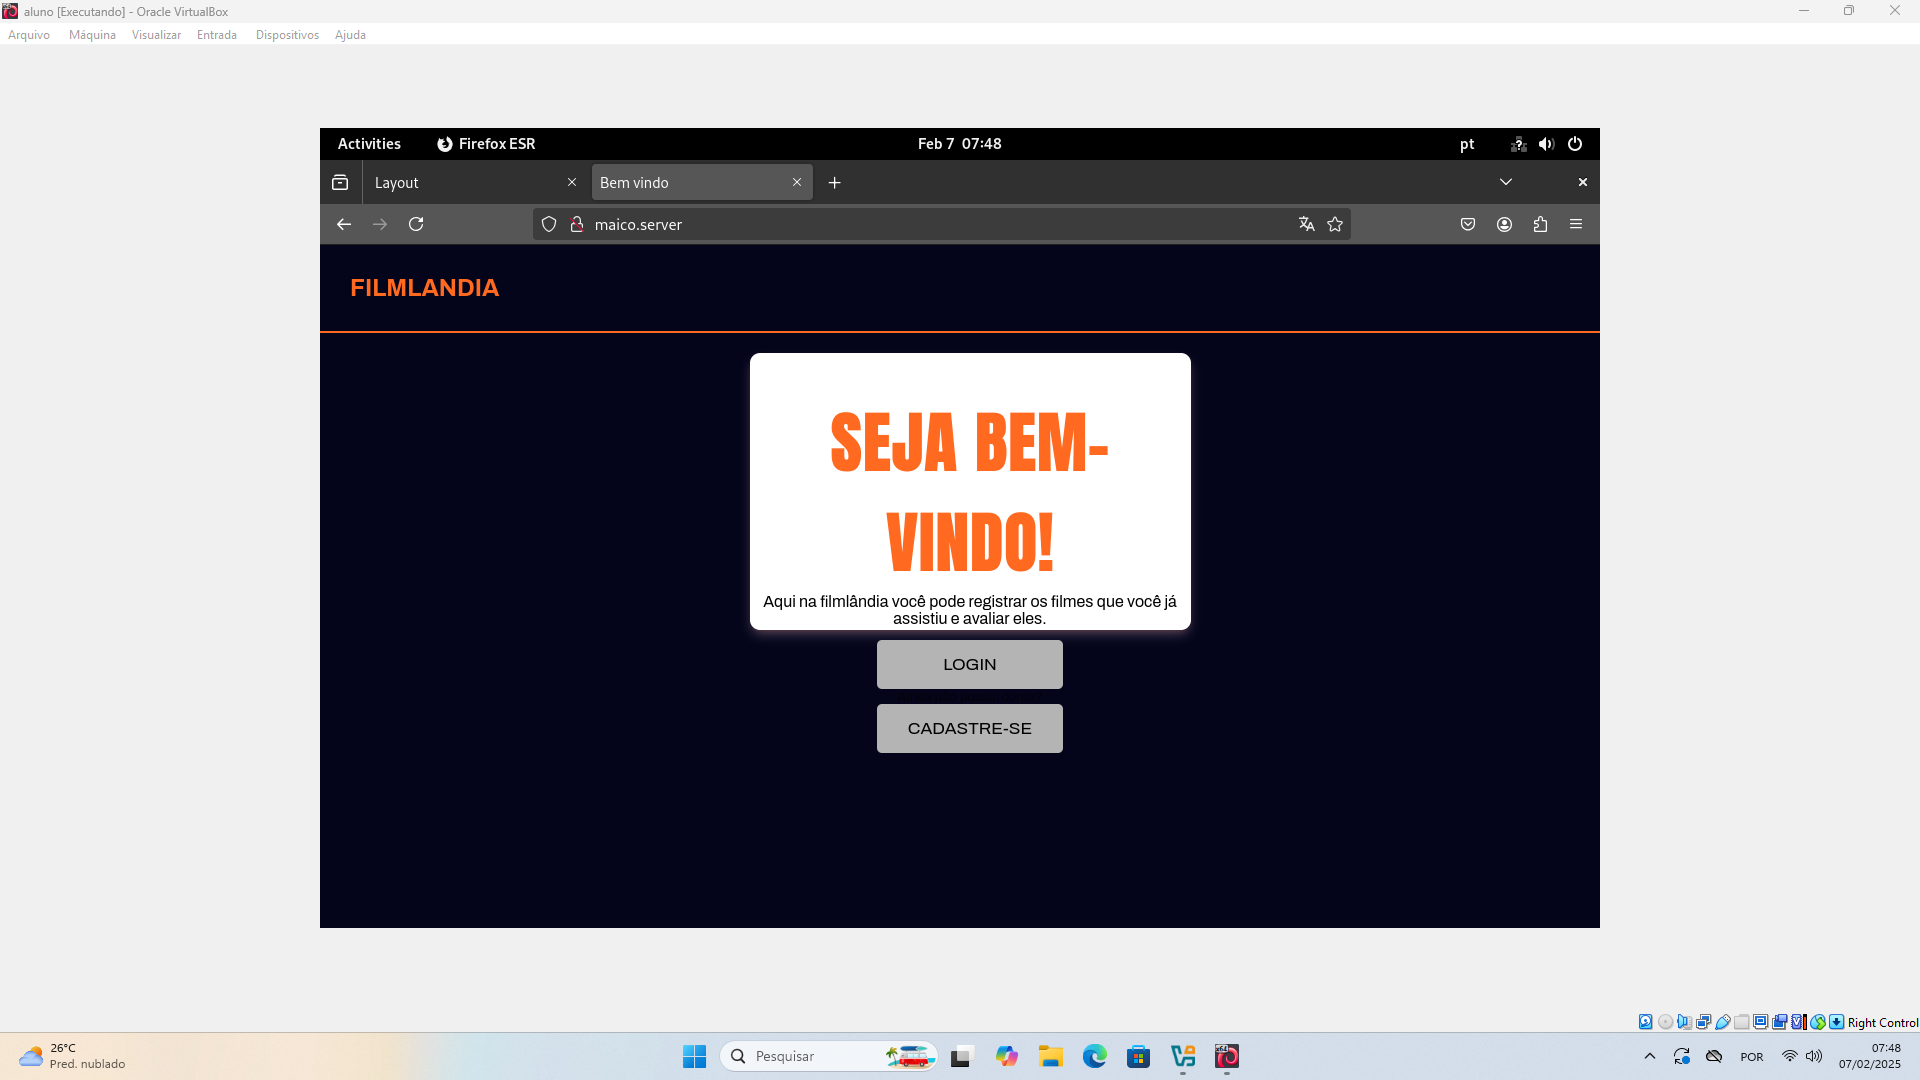 aluno [Executando] - Oracle VirtualBox
Arquivo Máquina Visualizar Entrada Dispositivos Ajuda
Activities Firefox ESR Feb 7 07:48 pt
Layout Bem vindo
maico.server
FILMLANDIA
SEJA BEM-
VINDO!
Aqui na filmlândia você pode registrar os filmes que você já
assistiu e avaliar eles.
LOGIN
CADASTRE-SE
Right Control
26°C
Pred. nublado
Pesquisar
POR
07:48
07/02/2025